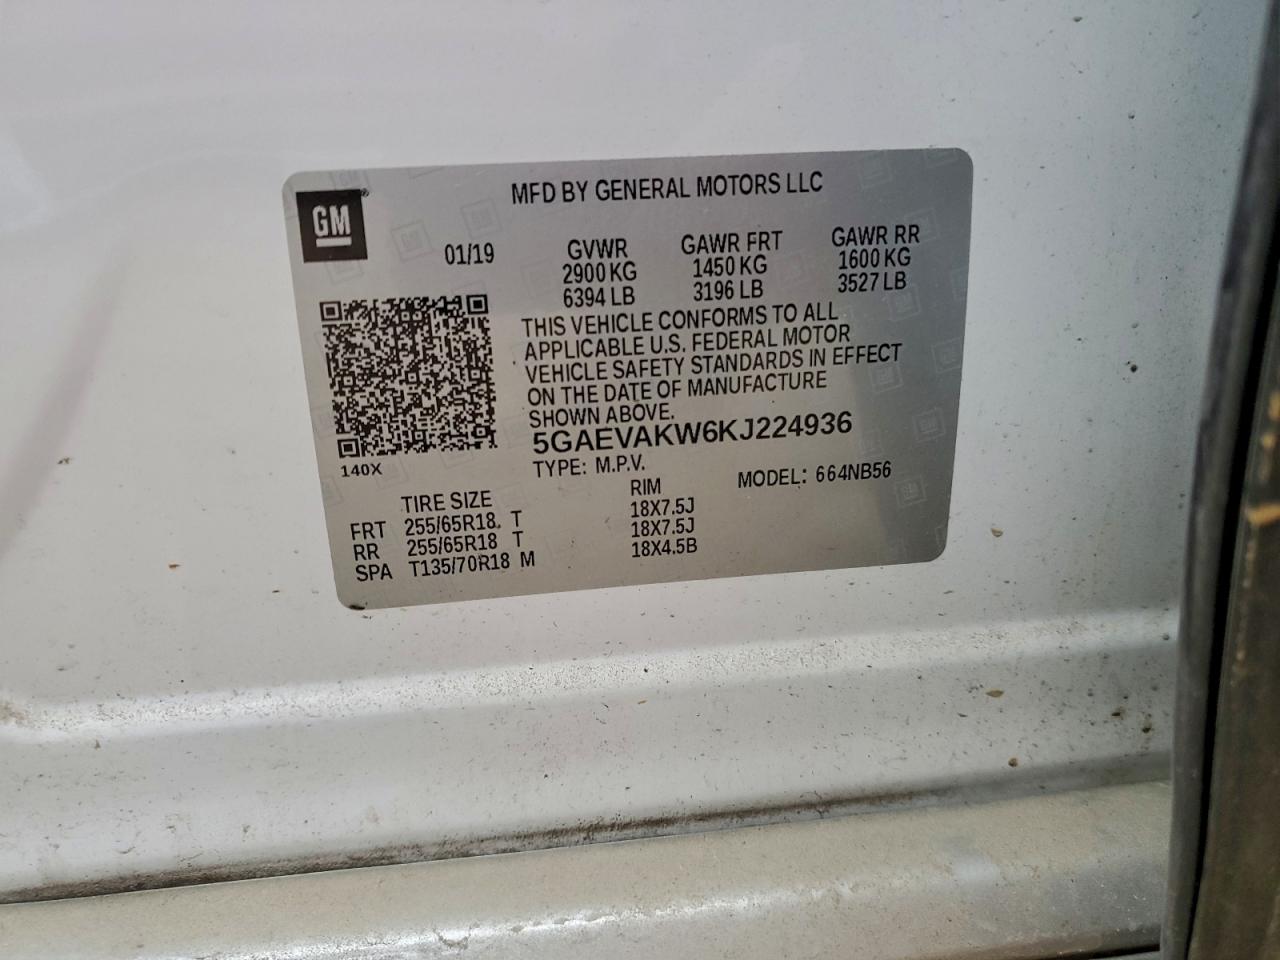 GM®
MFD BY GENERAL MOTORS LLC
01/19
GVWR GAWR FRT GAWR RR
2900 KG 1450 KG 1600 KG
6394 LB 3196 LB 3527 LB
THIS VEHICLE CONFORMS TO ALL
APPLICABLE U.S. FEDERAL MOTOR
VEHICLE SAFETY STANDARDS IN EFFECT
ON THE DATE OF MANUFACTURE
SHOWN ABOVE.
5GAEVAKW6KJ224936
140X
TYPE: M.P.V. MODEL: 664NB56
TIRE SIZE RIM
FRT 255/65R18 T 18X7.5J
RR 255/65R18 T 18X7.5J
SPA T135/70R18 M 18X4.5B